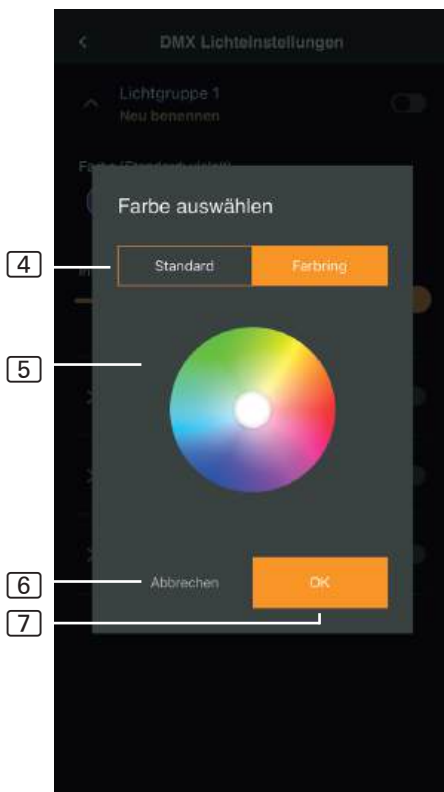 DMX Lichteinstellungen
Lichtgruppe 1
Neu benennen
Farbe auswählen
4
Standard
Farbring
5
6
Abbrechen
OK
7